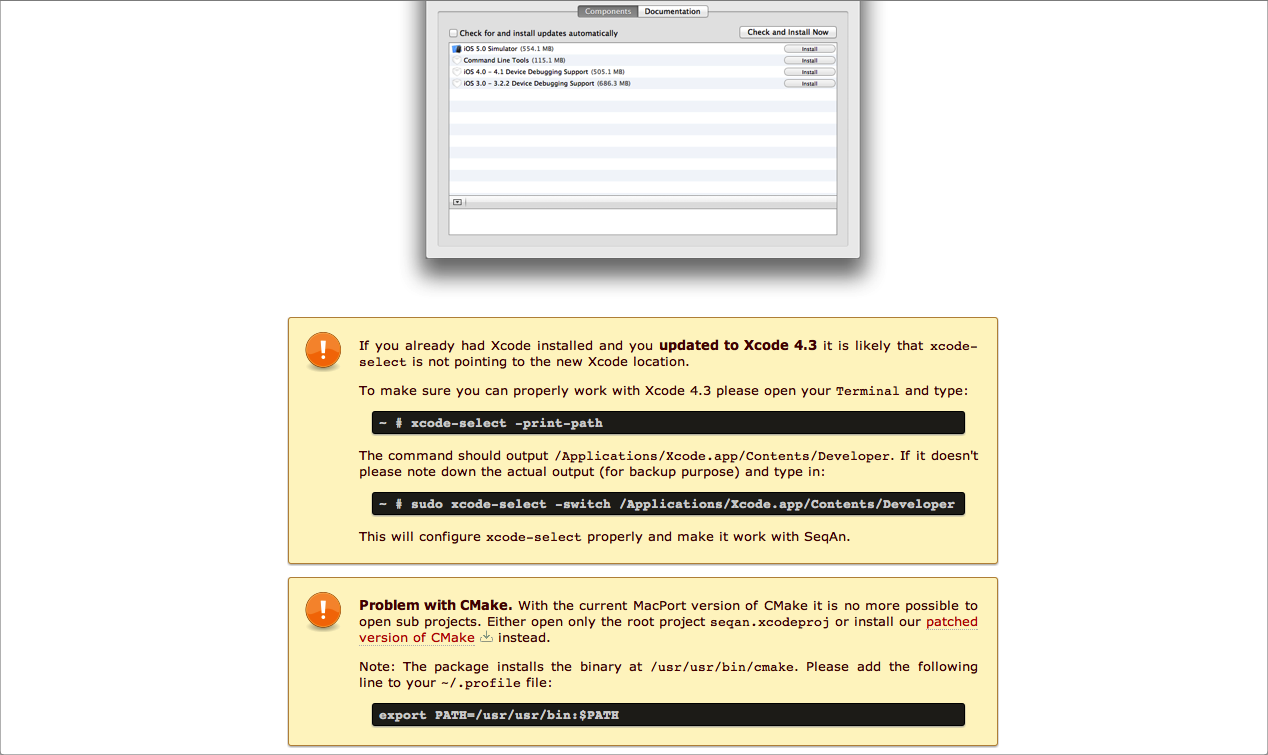 Components Documentation
Check for and install updates automatically Check and Install Now
iOS 5.0 Simulator (554.1 MB) Install
Command Line Tools (115.1 MB) Install
iOS 4.0 – 4.1 Device Debugging Support (505.1 MB) Install
iOS 3.0 – 3.2.2 Device Debugging Support (686.3 MB) Install
If you already had Xcode installed and you updated to Xcode 4.3 it is likely that xcode-
select is not pointing to the new Xcode location.
To make sure you can properly work with Xcode 4.3 please open your Terminal and type:
~ # xcode-select -print-path
The command should output /Applications/Xcode.app/Contents/Developer. If it doesn't
please note down the actual output (for backup purpose) and type in:
~ # sudo xcode-select -switch /Applications/Xcode.app/Contents/Developer
This will configure xcode-select properly and make it work with SeqAn.
Problem with CMake. With the current MacPort version of CMake it is no more possible to
open sub projects. Either open only the root project seqan.xcodeproj or install our patched
version of CMake instead.
Note: The package installs the binary at /usr/usr/bin/cmake. Please add the following
line to your ~/.profile file:
export PATH=/usr/usr/bin:$PATH